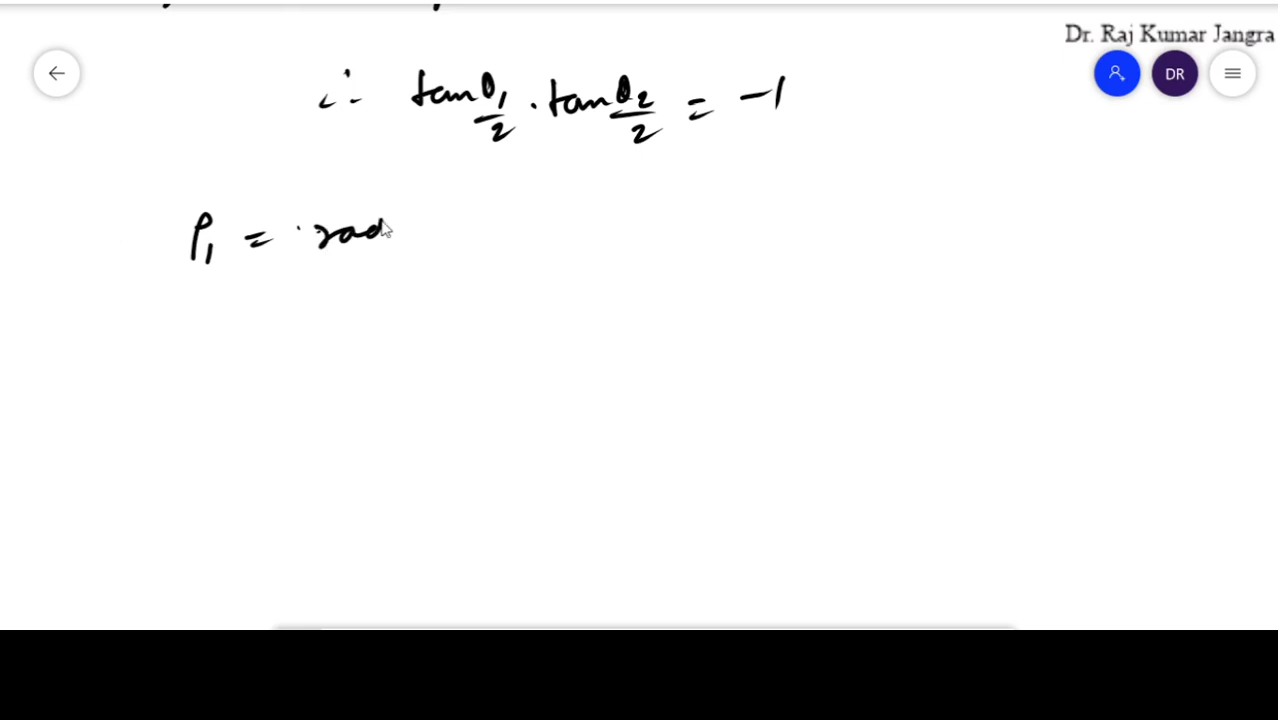 Dr. Raj Kumar Jangra
DR
∴ tan θ₁/2 . tan θ₂/2 = -1
ρ₁ = rad